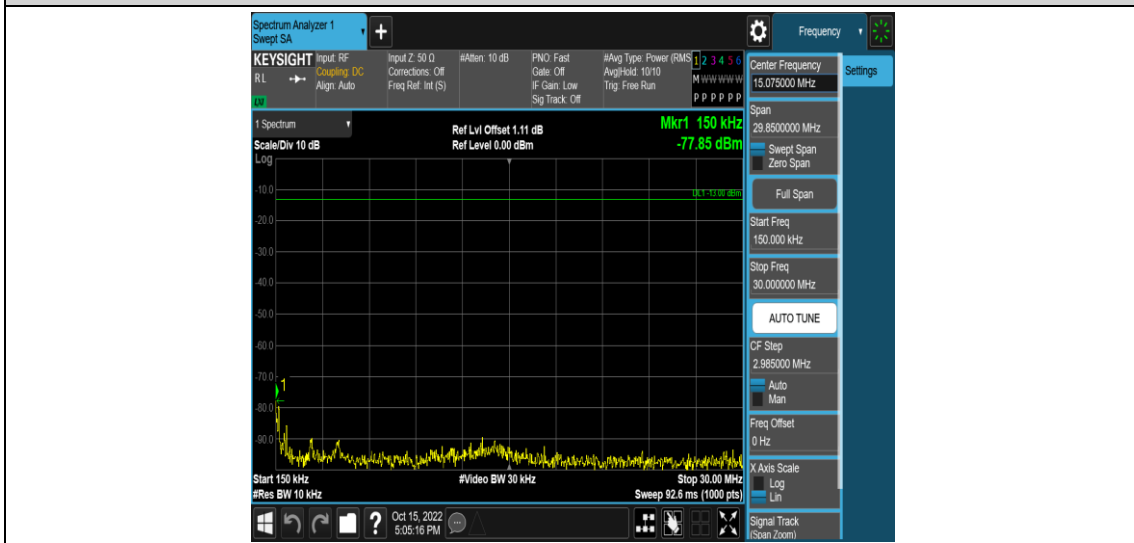 Spectrum Analyzer 1
Swept SA
+
Frequency
KEYSIGHT
RL
Input: RF
Coupling: DC
Align: Auto
Input Z: 50 Ω
Corrections: Off
Freq Ref: Int (S)
#Atten: 10 dB
PNO: Fast
Gate: Off
IF Gain: Low
Sig Track: Off
#Avg Type: Power (RMS
Avg|Hold: 10/10
Trig: Free Run
1 2 3 4 5 6
M W W W W W
P P P P P P
1 Spectrum
Scale/Div 10 dB
Ref Lvl Offset 1.11 dB
Ref Level 0.00 dBm
Mkr1 150 kHz
-77.85 dBm
Log
DL1 -13.00 dBm
-10.0
-20.0
-30.0
-40.0
-50.0
-60.0
-70.0
1
-80.0
-90.0
Start 150 kHz
#Video BW 30 kHz
Stop 30.00 MHz
#Res BW 10 kHz
Sweep 92.6 ms (1000 pts)
?
Oct 15, 2022
5:05:16 PM
Center Frequency
15.075000 MHz
Settings
Span
29.8500000 MHz
Swept Span
Zero Span
Full Span
Start Freq
150.000 kHz
Stop Freq
30.000000 MHz
AUTO TUNE
CF Step
2.985000 MHz
Auto
Man
Freq Offset
0 Hz
X Axis Scale
Log
Lin
Signal Track
(Span Zoom)